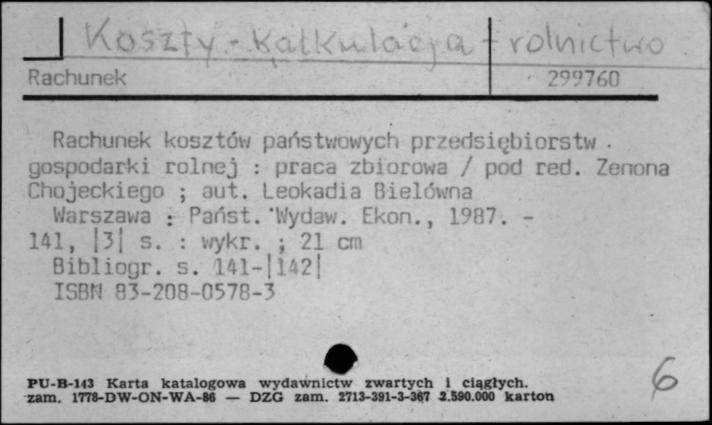 Koszty - kalkulacja - rolnictwo
Rachunek 299760
Rachunek kosztów państwowych przedsiębiorstw
gospodarki rolnej : praca zbiorowa / pod red. Zenona
Chojeckiego ; aut. Leokadia Bielówna
Warszawa : Państ. Wydaw. Ekon., 1987. -
141, |3| s. : wykr. ; 21 cm
Bibliogr. s. 141-|142|
ISBN 83-208-0578-3
PU-B-143 Karta katalogowa wydawnictw zwartych i ciągłych.
zam. 1778-DW-ON-WA-86 — DZG zam. 2713-391-3-367 2.590.000 karton
6